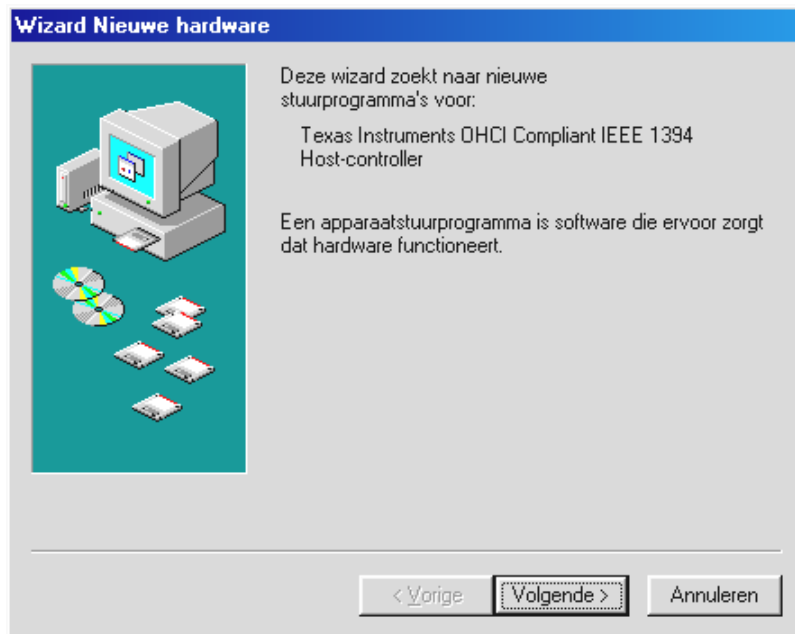 Wizard Nieuwe hardware
Deze wizard zoekt naar nieuwe
stuurprogramma's voor:
Texas Instruments OHCI Compliant IEEE 1394
Host-controller
Een apparaatstuurprogramma is software die ervoor zorgt
dat hardware functioneert.
< Vorige
Volgende >
Annuleren